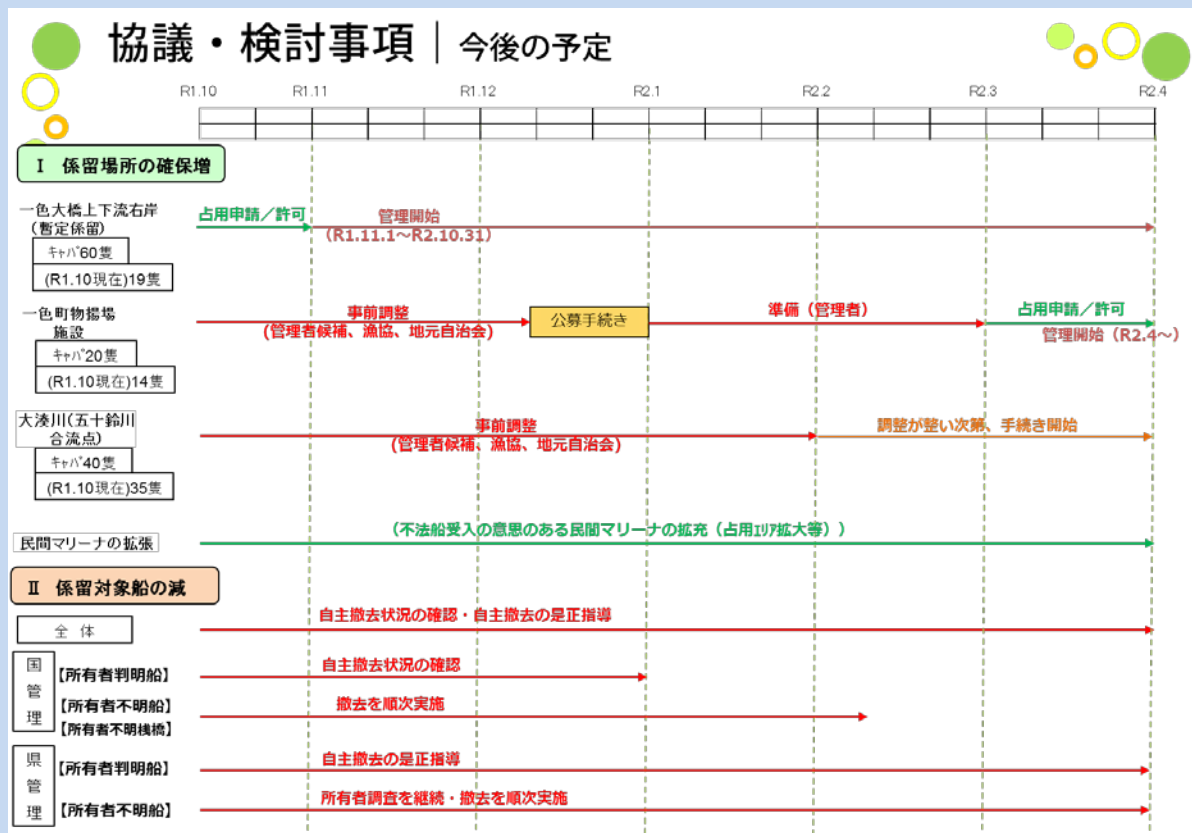 協議・検討事項｜今後の予定
R1.10 R1.11 R1.12 R2.1 R2.2 R2.3 R2.4
Ⅰ 係留場所の確保増
一色大橋上下流右岸
(暫定係留)
ｷｬﾊﾟ60隻
(R1.10現在)19隻
占用申請／許可
管理開始
（R1.11.1～R2.10.31）
一色町物揚場
施設
ｷｬﾊﾟ20隻
(R1.10現在)14隻
事前調整
(管理者候補、漁協、地元自治会)
公募手続き
準備（管理者）
占用申請／許可
管理開始（R2.4～）
大湊川(五十鈴川
合流点)
ｷｬﾊﾟ40隻
(R1.10現在)35隻
事前調整
(管理者候補、漁協、地元自治会)
調整が整い次第、手続き開始
民間マリーナの拡張
（不法船受入の意思のある民間マリーナの拡充（占用ｴﾘｱ拡大等））
Ⅱ 係留対象船の減
全 体
自主撤去状況の確認・自主撤去の是正指導
国管理
【所有者判明船】
自主撤去状況の確認
【所有者不明船】
【所有者不明桟橋】
撤去を順次実施
県管理
【所有者判明船】
自主撤去の是正指導
【所有者不明船】
所有者調査を継続・撤去を順次実施